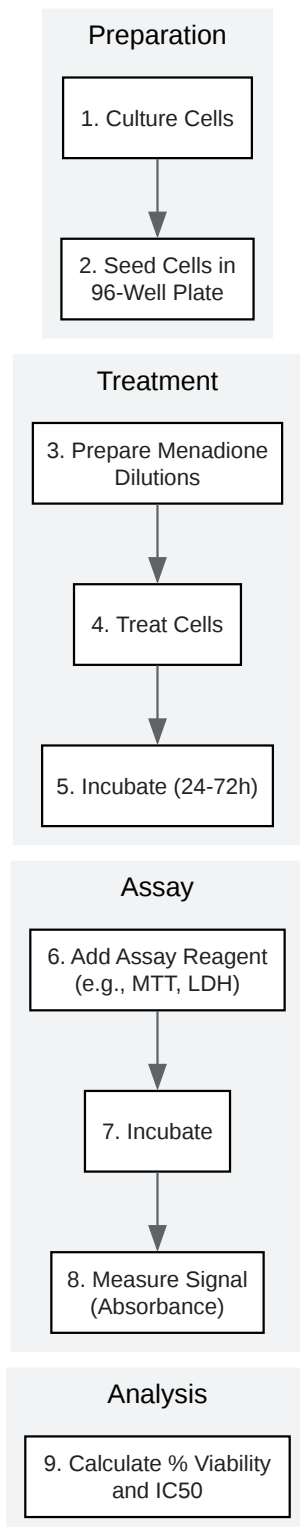 Preparation
1. Culture Cells
2. Seed Cells in
96-Well Plate
Treatment
3. Prepare Menadione
Dilutions
4. Treat Cells
5. Incubate (24-72h)
Assay
6. Add Assay Reagent
(e.g., MTT, LDH)
7. Incubate
8. Measure Signal
(Absorbance)
Analysis
9. Calculate % Viability
and IC50